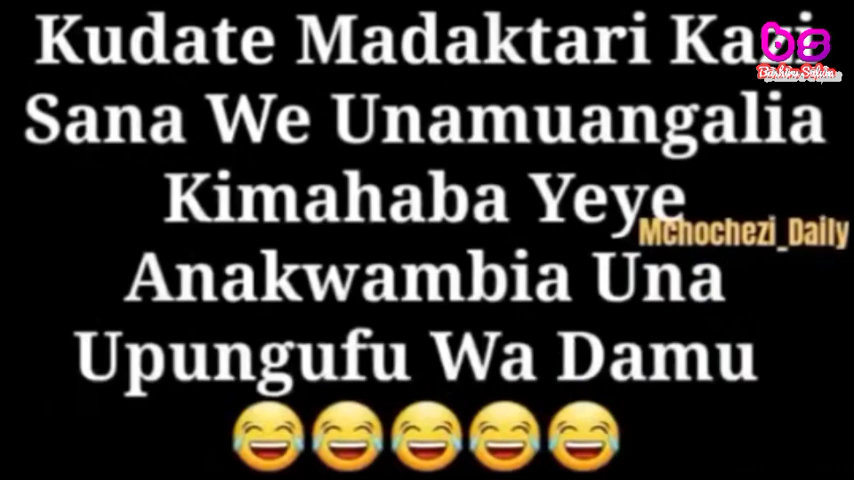 Kudate Madaktari Kazi
Sana We Unamuangalia
Kimahaba Yeye
Mchochezi_Daily
Anakwambia Una
Upungufu Wa Damu
😂😂😂😂😂